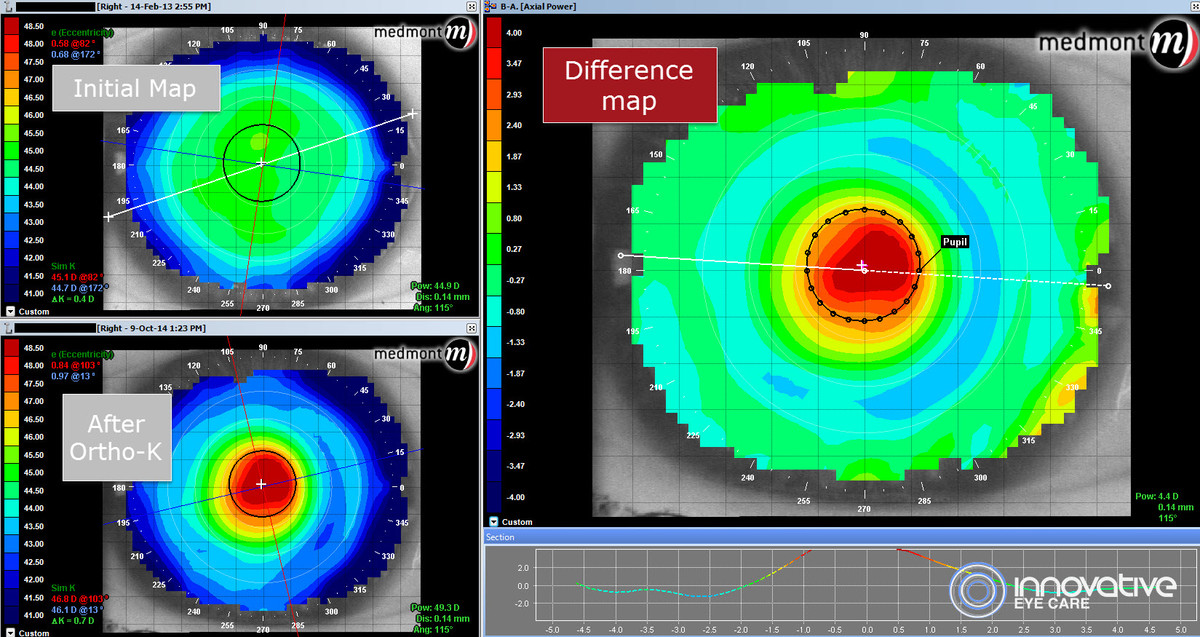 [Right - 14-Feb-13 2:55 PM]
48.50
48.00
47.50
47.00
46.50
46.00
45.50
45.00
44.50
44.00
43.50
43.00
42.50
42.00
41.50
41.00
Custom
e (Eccentricity)
0.58 @82 °
0.68 @172 °
Initial Map
medmont m
120
105
90
75
60
45
30
15
0
165
180
210
225
240
255
270
285
300
Sim K
45.1 D @82 °
44.7 D @172 °
ΔK = 0.4 D
Pow: 44.9 D
Dis: 0.14 mm
Ang: 115°
[Right - 9-Oct-14 1:23 PM]
48.50
48.00
47.50
47.00
46.50
46.00
45.50
45.00
44.50
44.00
43.50
43.00
42.50
42.00
41.50
41.00
Custom
e (Eccentricity)
0.84 @103 °
0.97 @13 °
After
Ortho-K
medmont m
135
105
90
75
60
45
30
15
0
345
330
315
300
285
270
255
240
225
210
195
180
Sim K
46.8 D @103 °
46.1 D @13 °
ΔK = 0.7 D
Pow: 49.3 D
Dis: 0.14 mm
Ang: 115°
B-A. [Axial Power]
4.00
3.47
2.93
2.40
1.87
1.33
0.80
0.27
-0.27
-0.80
-1.33
-1.87
-2.40
-2.93
-3.47
-4.00
Custom
Difference
map
medmont m
120
105
90
75
60
45
30
15
0
345
330
315
300
285
270
255
240
225
210
195
180
165
150
Pupil
Pow: 4.4 D
0.14 mm
115°
Section
2.0
-2.0
-5.0 -4.5 -4.0 -3.5 -3.0 -2.5 -2.0 -1.5 -1.0 -0.5 0.0 0.5 1.0 1.5 2.0 2.5 3.0 3.5 4.0 4.5 5.0
innovative
EYE CARE